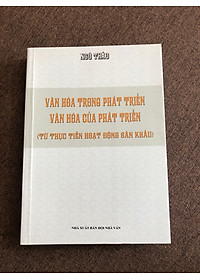 NGÔ THẢO
VĂN HÓA TRONG PHÁT TRIỂN
VĂN HÓA CỦA PHÁT TRIỂN
(TỪ THỰC TIỄN HOẠT ĐỘNG SÂN KHẤU)
NHÀ XUẤT BẢN HỘI NHÀ VĂN